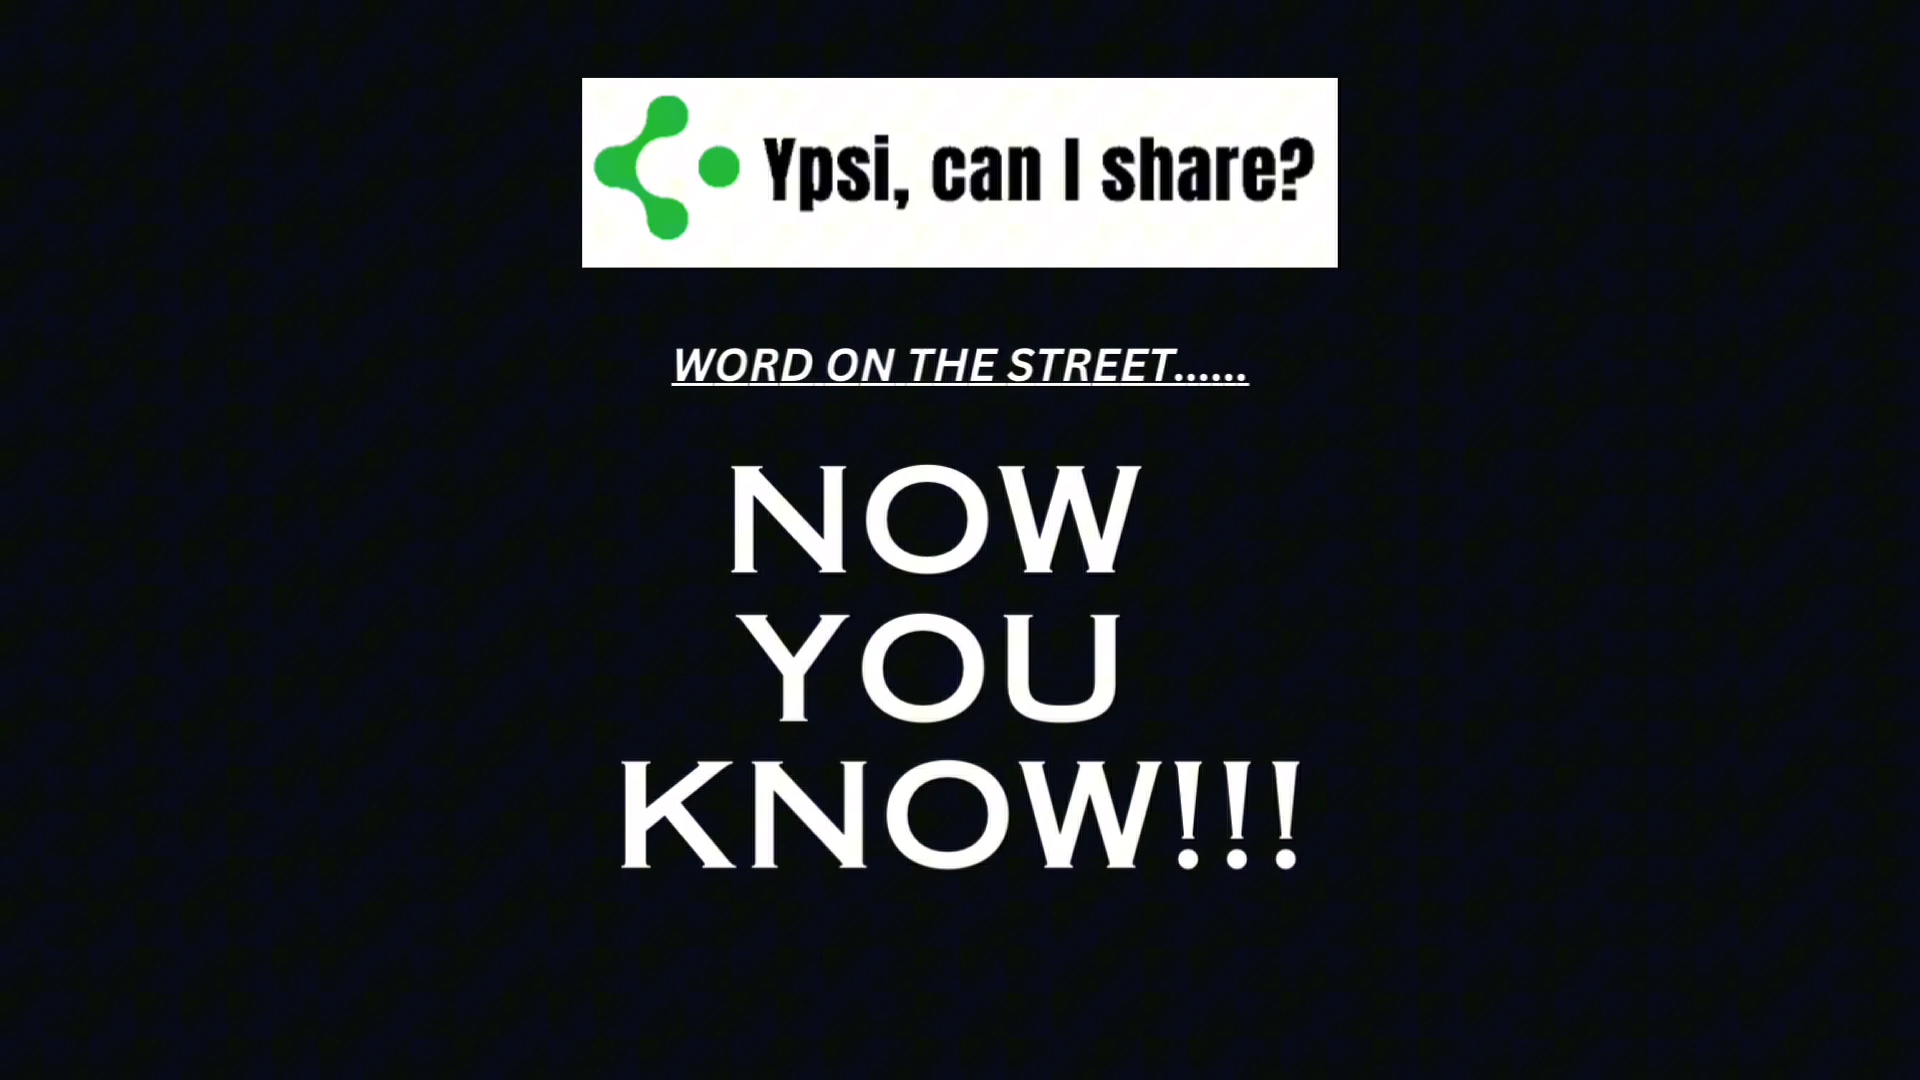 Ypsi, can I share?
WORD ON THE STREET......
NOW
YOU
KNOW!!!